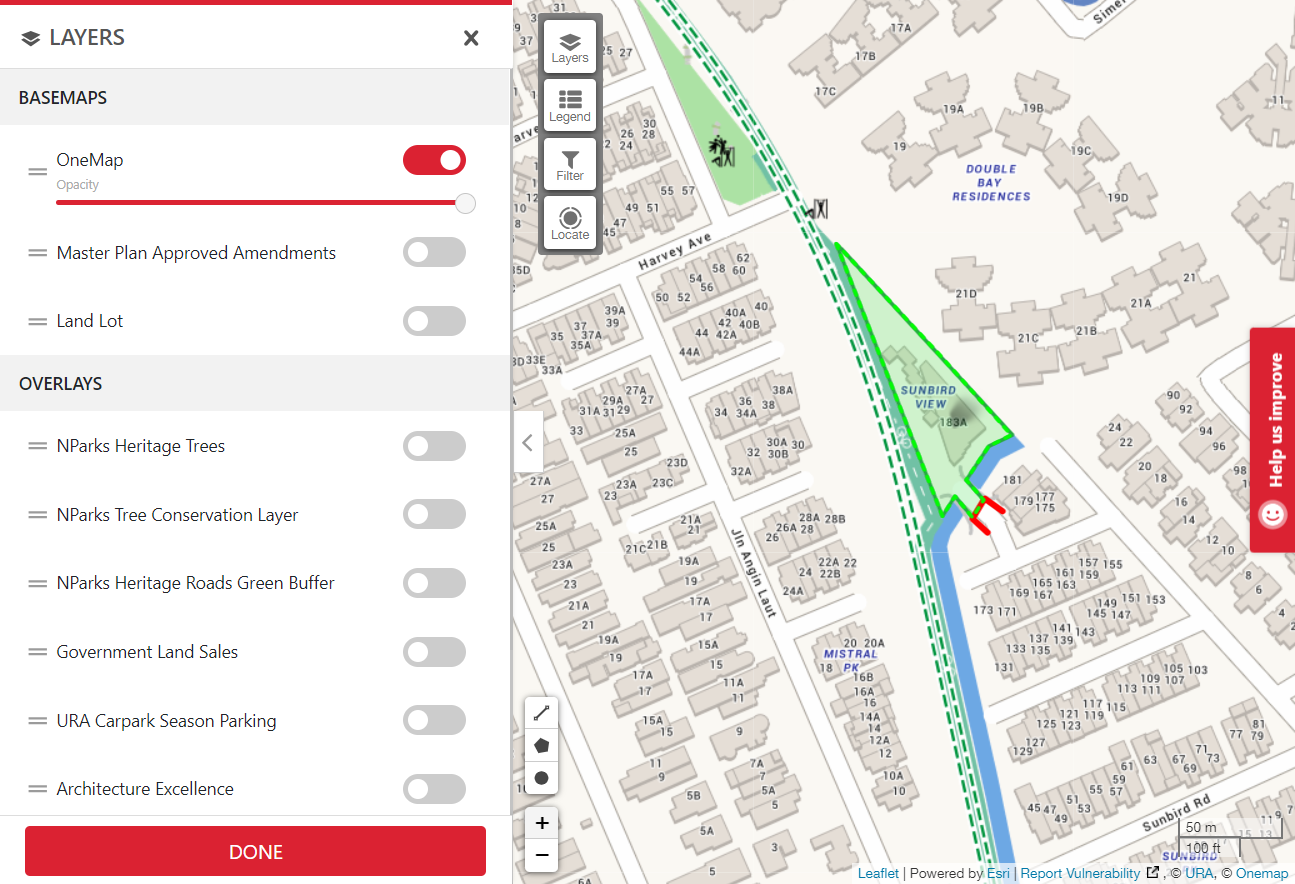 LAYERS
BASEMAPS
OneMap
Opacity
Master Plan Approved Amendments
Land Lot
OVERLAYS
NParks Heritage Trees
NParks Tree Conservation Layer
NParks Heritage Roads Green Buffer
Government Land Sales
URA Carpark Season Parking
Architecture Excellence
DONE
Layers
Legend
Filter
Locate
31
37
25 27
17A
17B
17C
11
30
26 28
22 24
19A
19B
19
19C
19D
DOUBLE
BAY
RESIDENCES
55 57
49 51
47
45
Harvey Ave
62
58 60
54
56
50 52
21
21D
21A
21B
21C
39A
37 39
35
35A
33A
40A 40
42 40B
44 42A
44A
SUNBIRD
VIEW
183A
27A
29A 27
31A 31 29
33
25A
25
38A
36 38
34 34A
30A 30
32 30B
32A
90
92
94
96
98
24
22
20
18
16
14
12
10
8
6
4
23D
23A 23C
23
27A
27
25A
25
21A
21
21C 21B
28A 28B
26A 28
26
181
177
179
175
Jln Angin Laut
23A
23
21A
21
19A
19
17A
17
22A 22
24 22B
24A
157 155
161 159
165 163
169 167
173 171
151 153
149
145 147
141 143
137 139
133 135
131
19A
19
17A
17
15A
15
11A
11
20 20A
MISTRAL
PK
18
16B
16A
16
14A
14
12A
12
10A
10
105 103
109 107
113 111
117 115
121 119
125 123
127
129
15A
15
11
9
9
7A
7
5A
5
5B
5A
3
5
81
77 79
71
73
67 69
61 63
59
55 57
51 53
45 47 49
Sunbird Rd
50 m
100 ft
SUNBIRD
Help us improve
+
−
Leaflet | Powered by Esri | Report Vulnerability , © URA, © Onemap